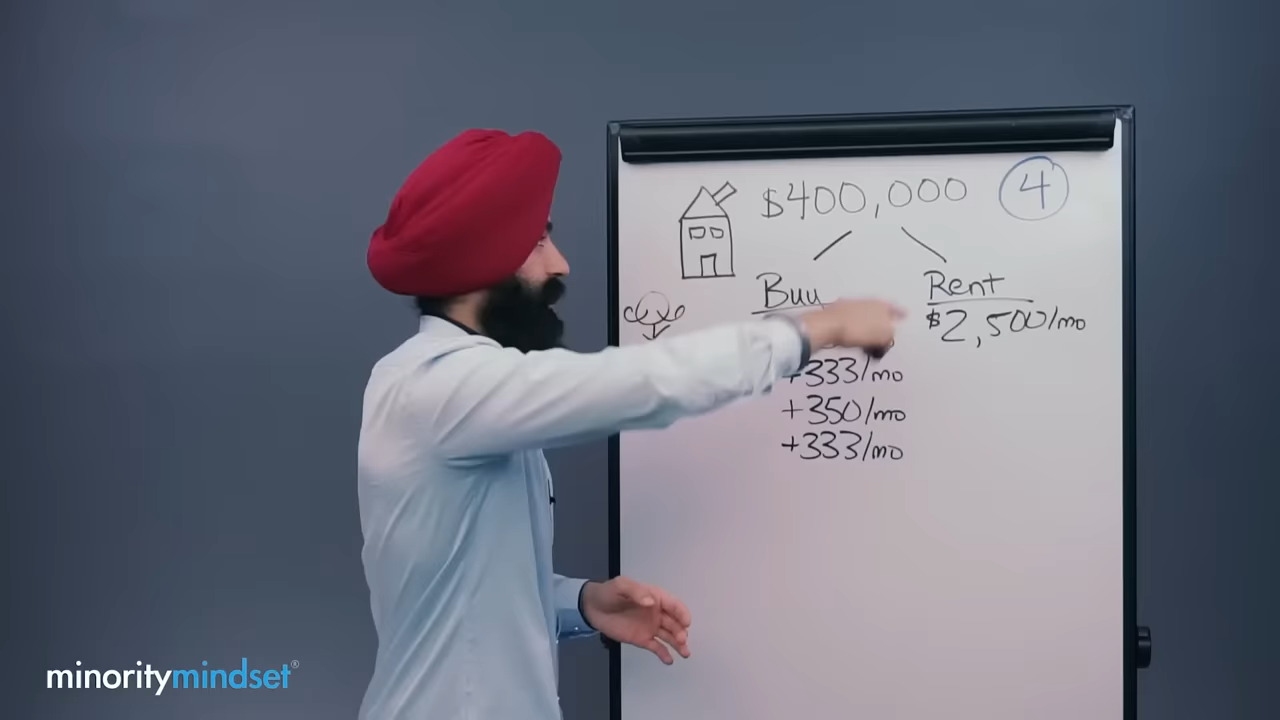 $400,000
4
Buy
Rent
$2,500/mo
+333/mo
+350/mo
+333/mo
minoritymindset®